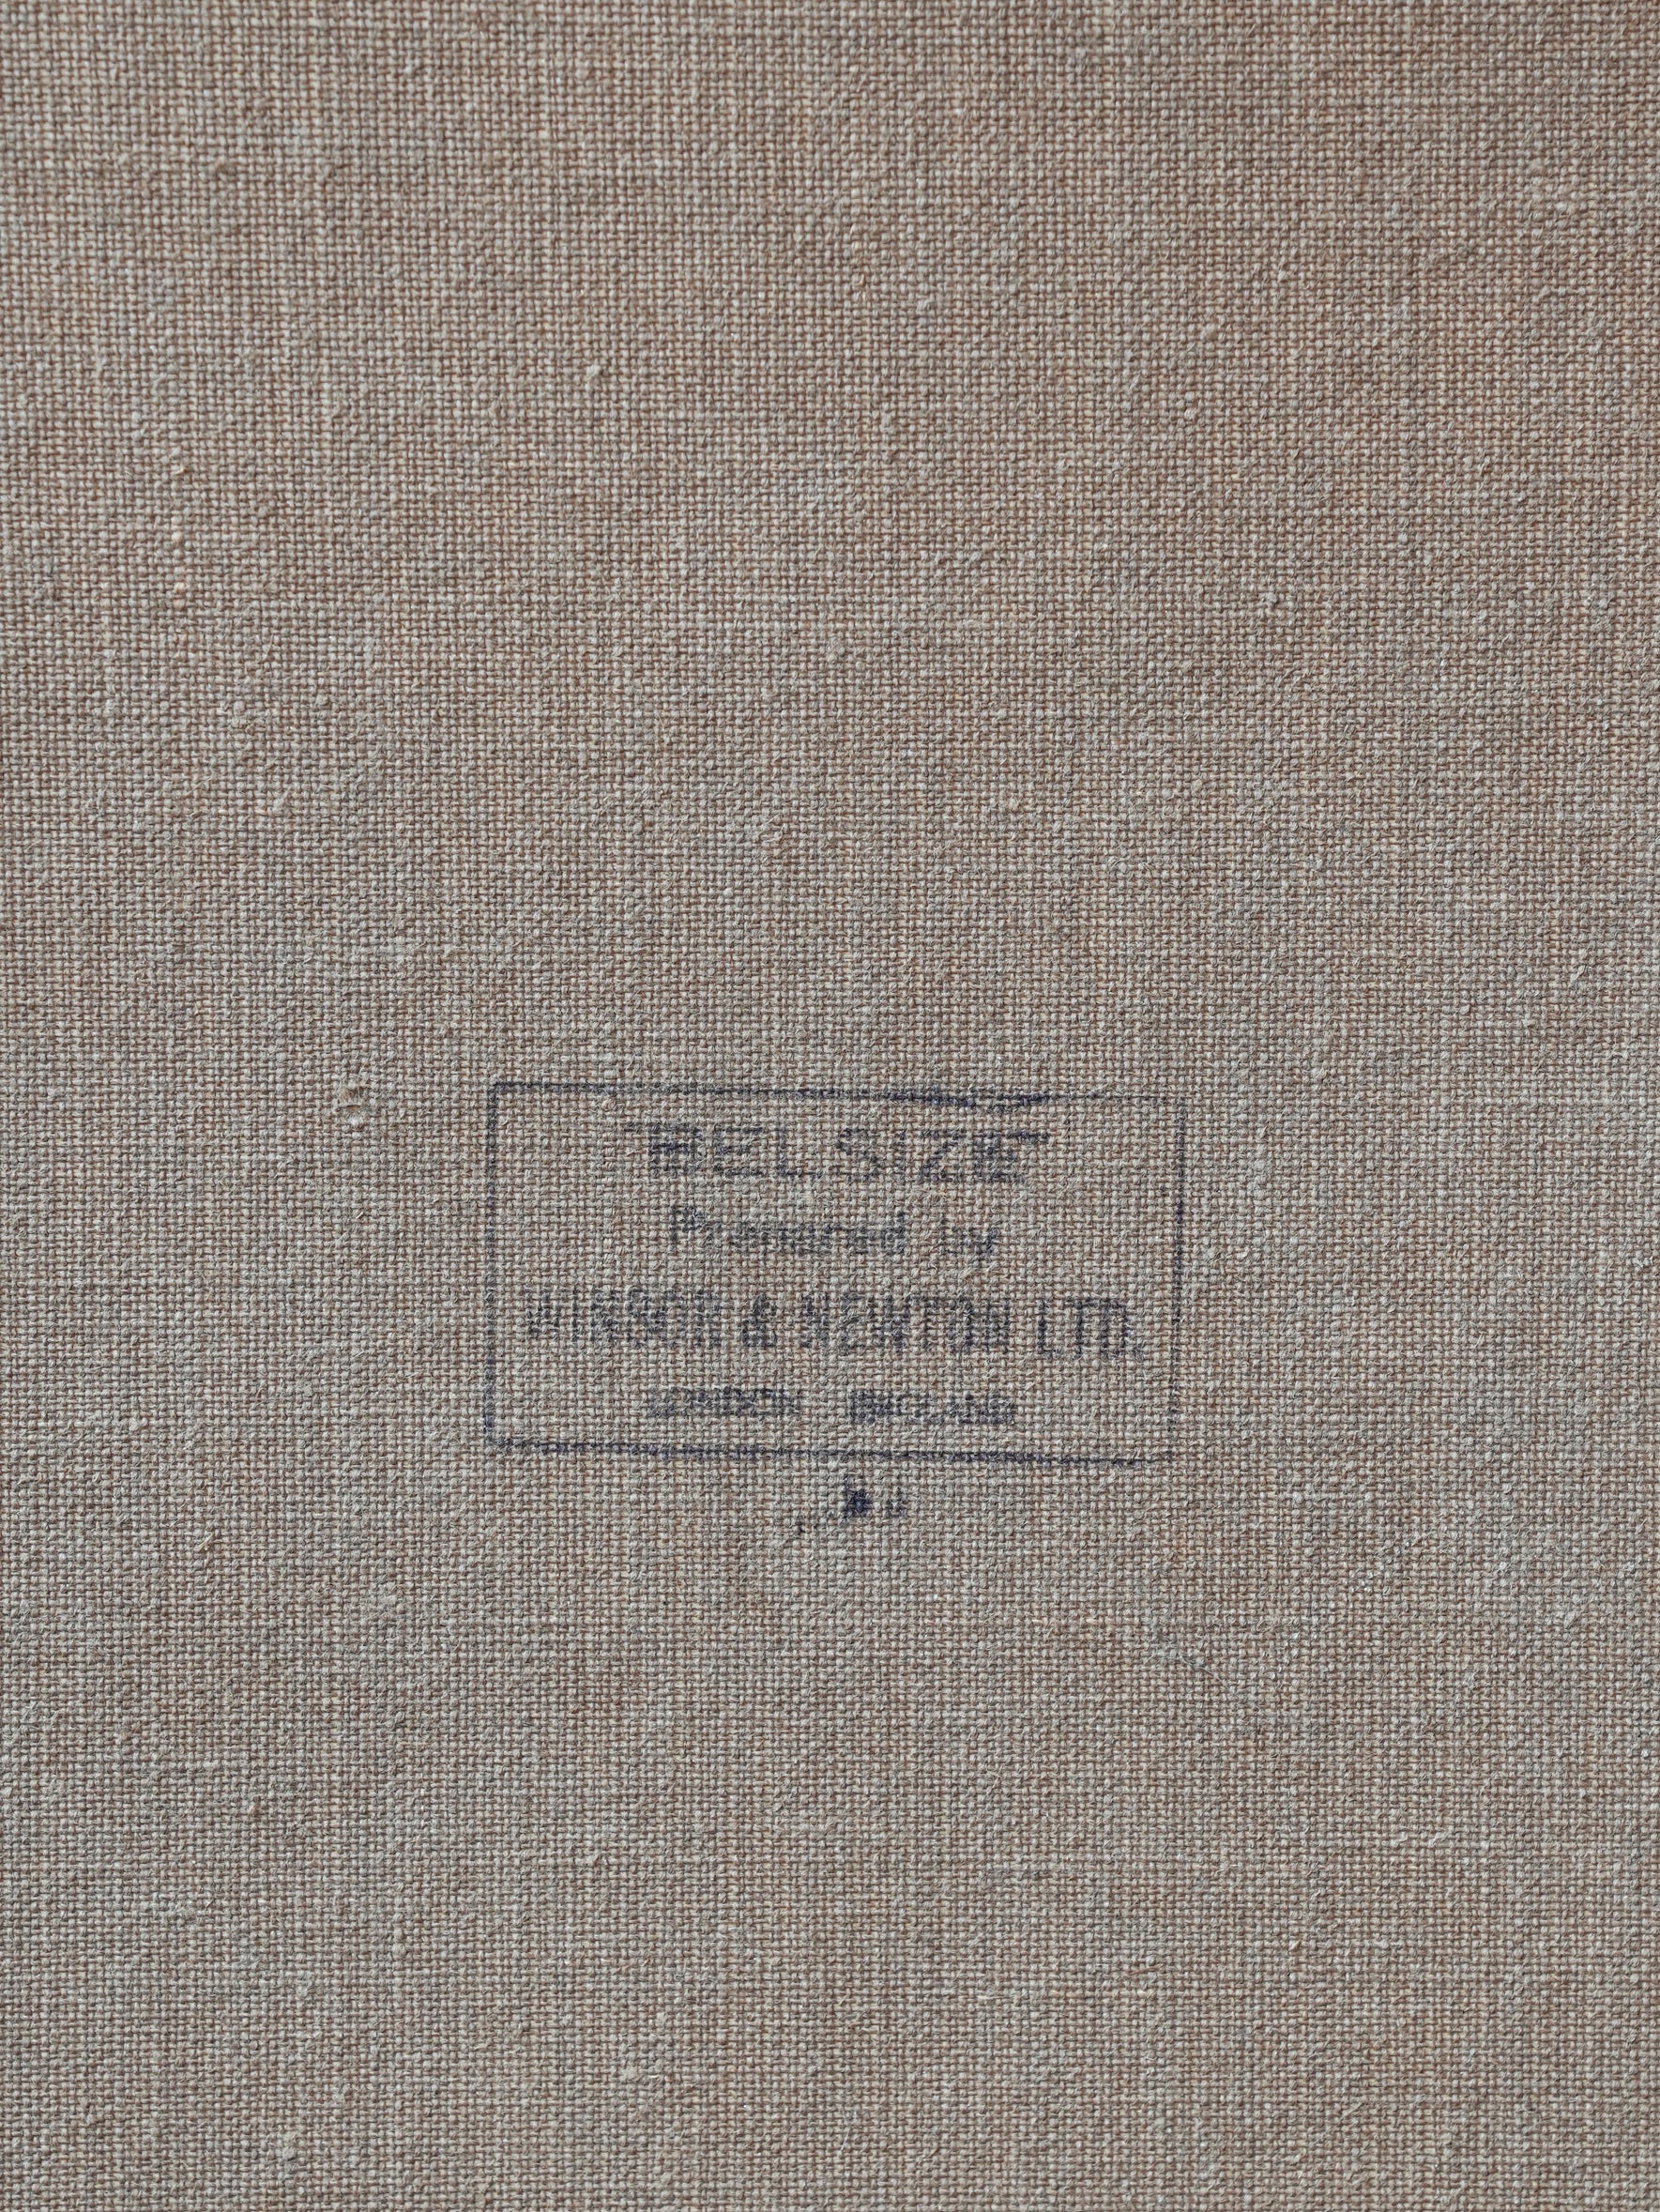 "BELSIZE"
Prepared by
WINSOR & NEWTON LTD.
LONDON ENGLAND